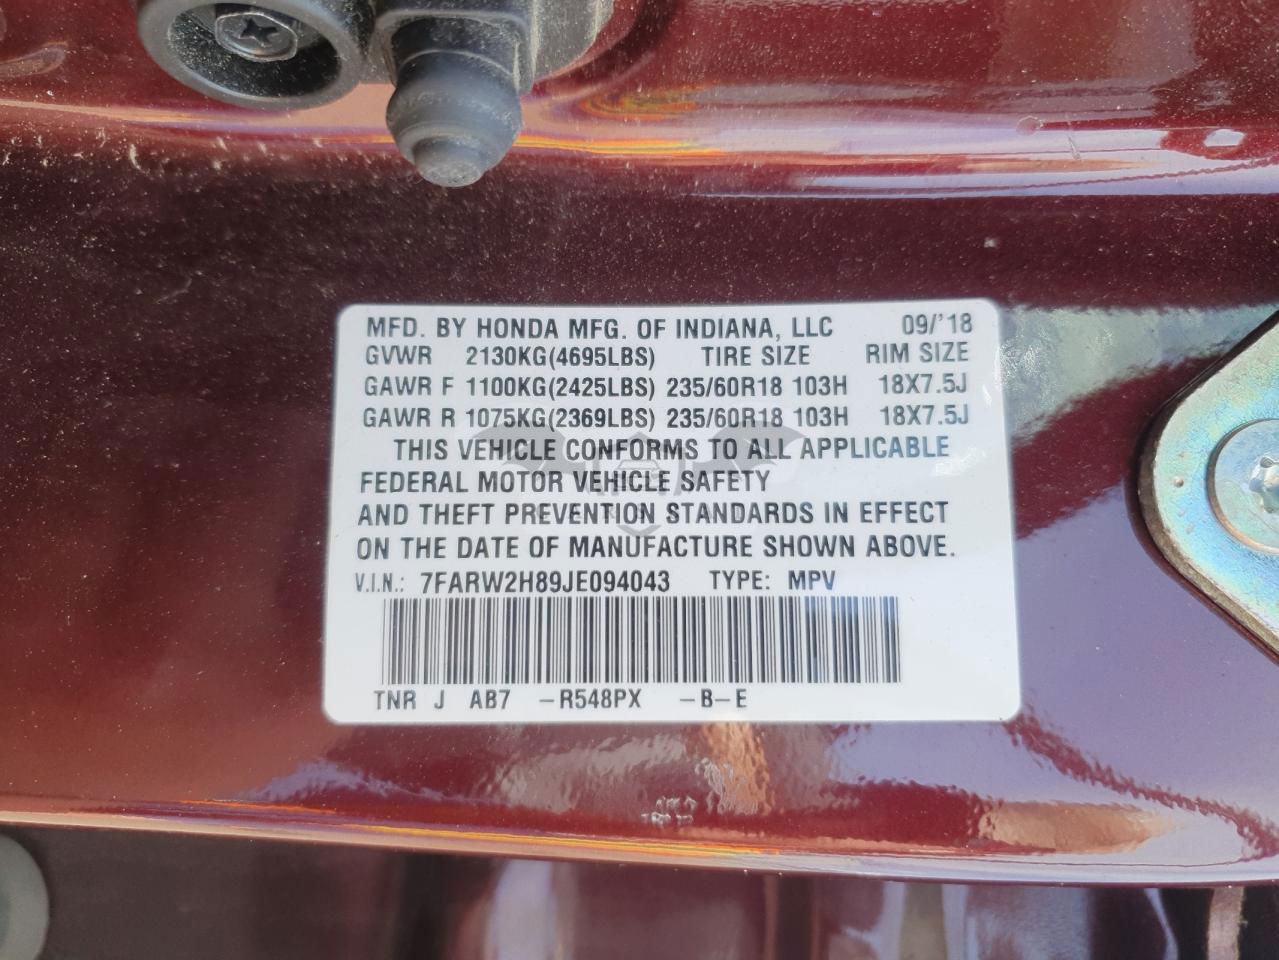 MFD. BY HONDA MFG. OF INDIANA, LLC 09/'18
GVWR 2130KG(4695LBS) TIRE SIZE RIM SIZE
GAWR F 1100KG(2425LBS) 235/60R18 103H 18X7.5J
GAWR R 1075KG(2369LBS) 235/60R18 103H 18X7.5J
THIS VEHICLE CONFORMS TO ALL APPLICABLE
FEDERAL MOTOR VEHICLE SAFETY
AND THEFT PREVENTION STANDARDS IN EFFECT
ON THE DATE OF MANUFACTURE SHOWN ABOVE.
V.I.N.: 7FARW2H89JE094043 TYPE: MPV
TNR J AB7 -R548PX -B-E